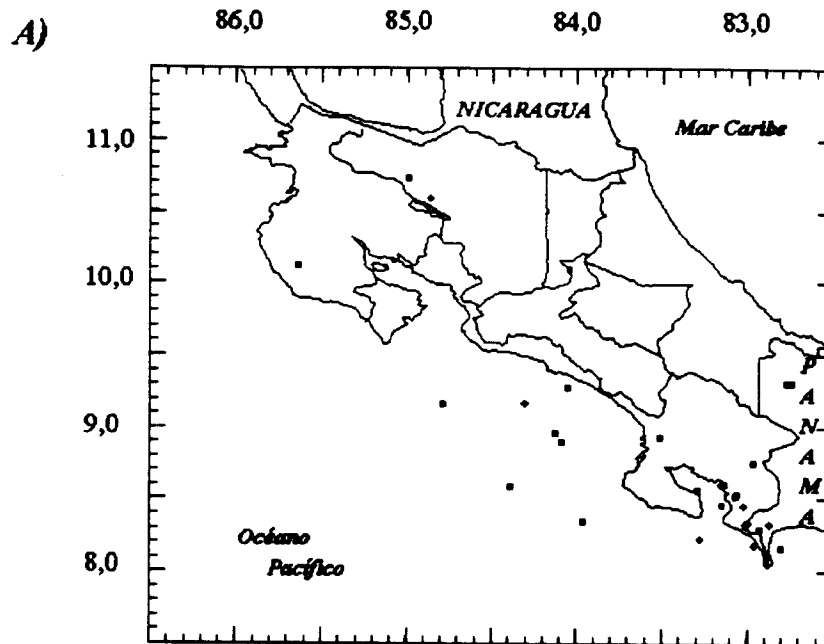 A)
86,0 85,0 84,0 83,0
NICARAGUA
Mar Caribe
11,0
10,0
9,0
8,0
PANAMA
Océano
Pacífico